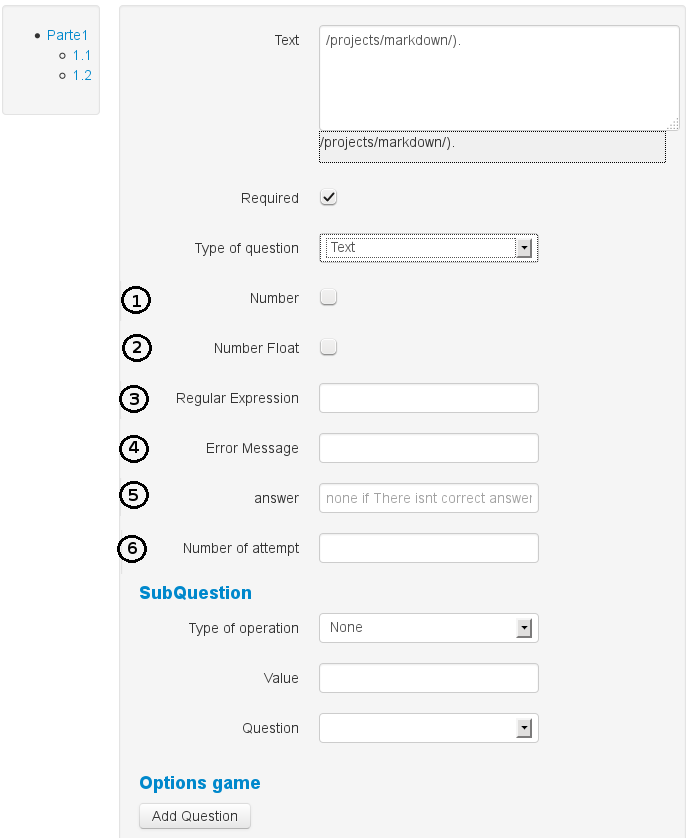 Parte1
1.1
1.2
Text
/projects/markdown/).
/projects/markdown/).
Required
Type of question Text
1 Number
2 Number Float
3 Regular Expression
4 Error Message
5 answer none if There isnt correct answer
6 Number of attempt
SubQuestion
Type of operation None
Value
Question
Options game
Add Question